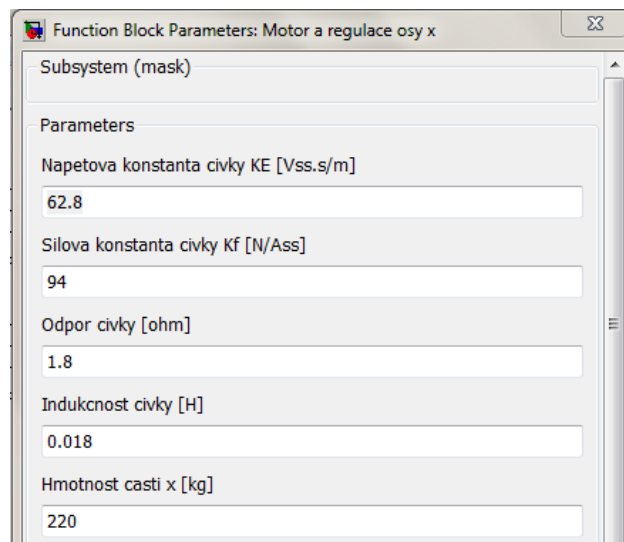 Function Block Parameters: Motor a regulace osy x
Subsystem (mask)
Parameters
Napetova konstanta civky KE [Vss.s/m]
62.8
Silova konstanta civky Kf [N/Ass]
94
Odpor civky [ohm]
1.8
Indukcnost civky [H]
0.018
Hmotnost casti x [kg]
220